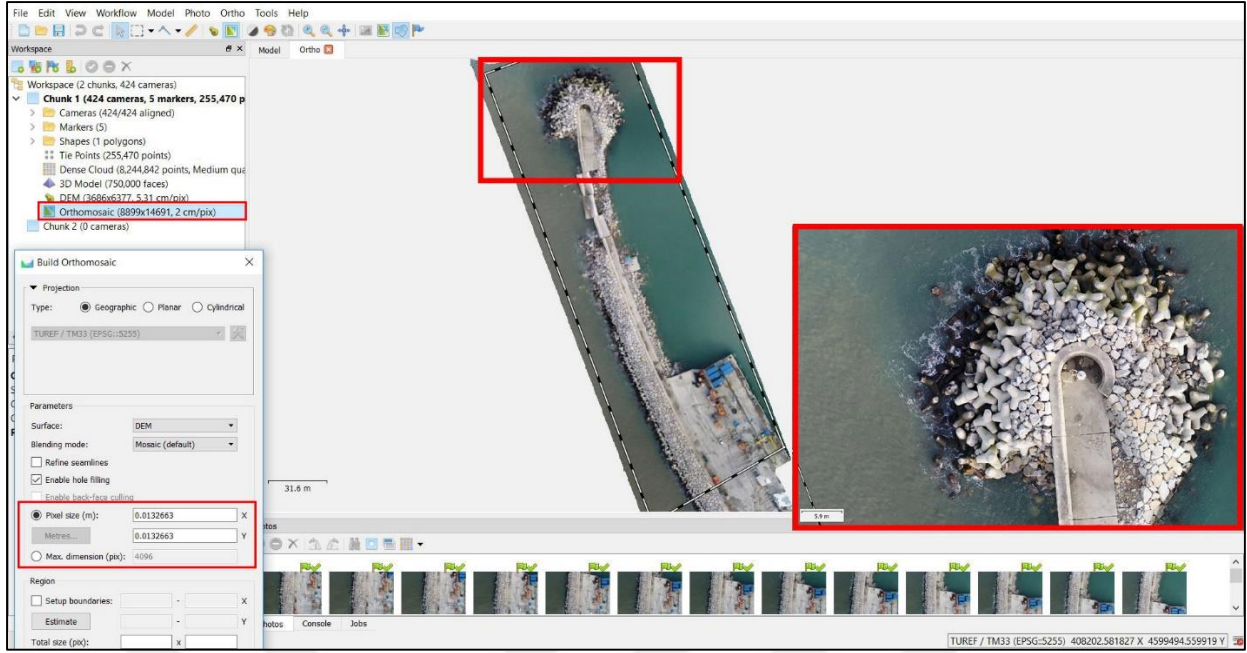 File Edit View Workflow Model Photo Ortho Tools Help
Workspace
Model Ortho
Workspace (2 chunks, 424 cameras)
Chunk 1 (424 cameras, 5 markers, 255,470 p
Cameras (424/424 aligned)
Markers (5)
Shapes (1 polygons)
Tie Points (255,470 points)
Dense Cloud (8,244,842 points, Medium qua
3D Model (750,000 faces)
DEM (3686x6377, 5.31 cm/pix)
Orthomosaic (8899x14691, 2 cm/pix)
Chunk 2 (0 cameras)
Build Orthomosaic
Projection
Type: Geographic Planar Cylindrical
TUREF / TM33 (EPSG::5255)
Parameters
Surface: DEM
Blending mode: Mosaic (default)
Refine seamlines
Enable hole filling
Enable back-face culling
Pixel size (m): 0.0132663 X
Metres... 0.0132663 Y
Max. dimension (pix): 4096
Region
Setup boundaries: - X
Estimate - Y
Total size (pix): x
31.6 m
5.9 m
otos
hotos Console Jobs
TUREF / TM33 (EPSG::5255) 408202.581827 X 4599494.559919 Y